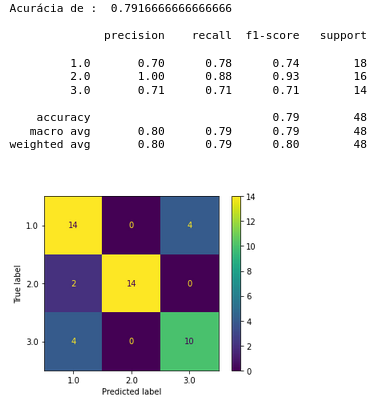 Acurácia de :  0.7916666666666666
precision    recall  f1-score   support
1.0       0.70      0.78      0.74        18
2.0       1.00      0.88      0.93        16
3.0       0.71      0.71      0.71        14
accuracy                           0.79        48
macro avg       0.80      0.79      0.79        48
weighted avg       0.80      0.79      0.80        48
14
1.0 14 0 4
12
10
8
True label
2.0 2 14 0
6
4
3.0 4 0 10
2
0
1.0 2.0 3.0
Predicted label